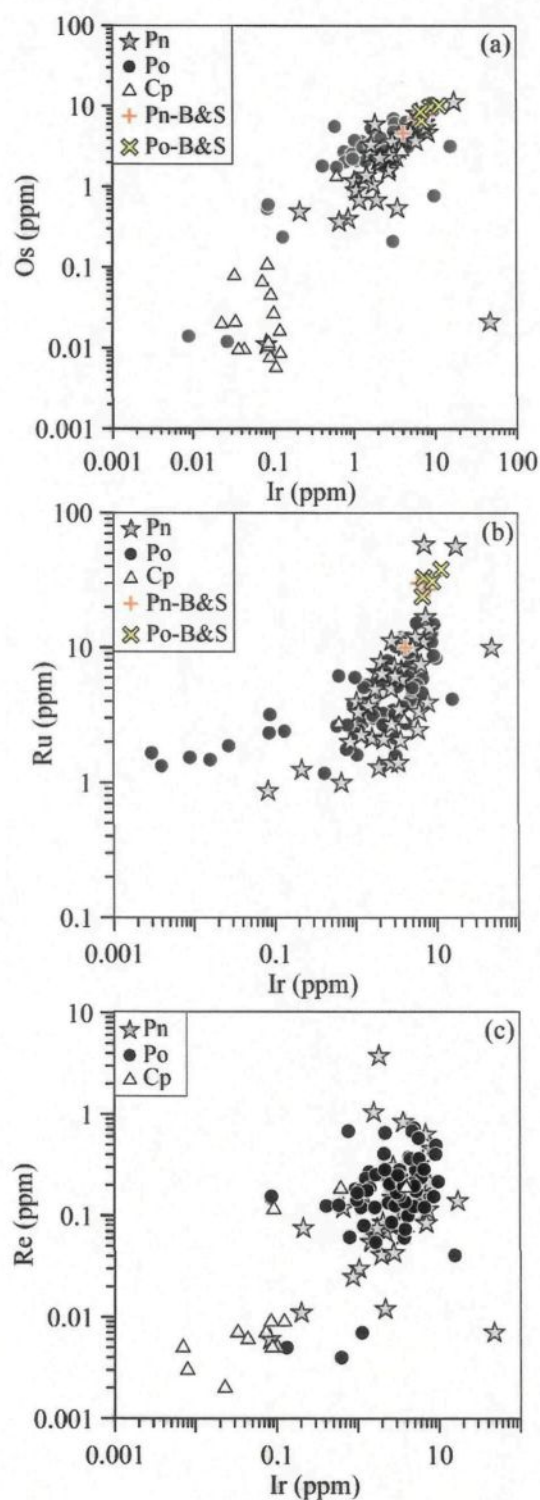 100
10
1
0.1
0.01
0.001
Os (ppm)
(a)
Pn
Po
Cp
Pn-B&S
Po-B&S
0.001 0.01 0.1 1 10 100
Ir (ppm)
100
10
1
0.1
Ru (ppm)
(b)
Pn
Po
Cp
Pn-B&S
Po-B&S
0.001 0.1 10
Ir (ppm)
10
1
0.1
0.01
0.001
Re (ppm)
(c)
Pn
Po
Cp
0.001 0.1 10
Ir (ppm)